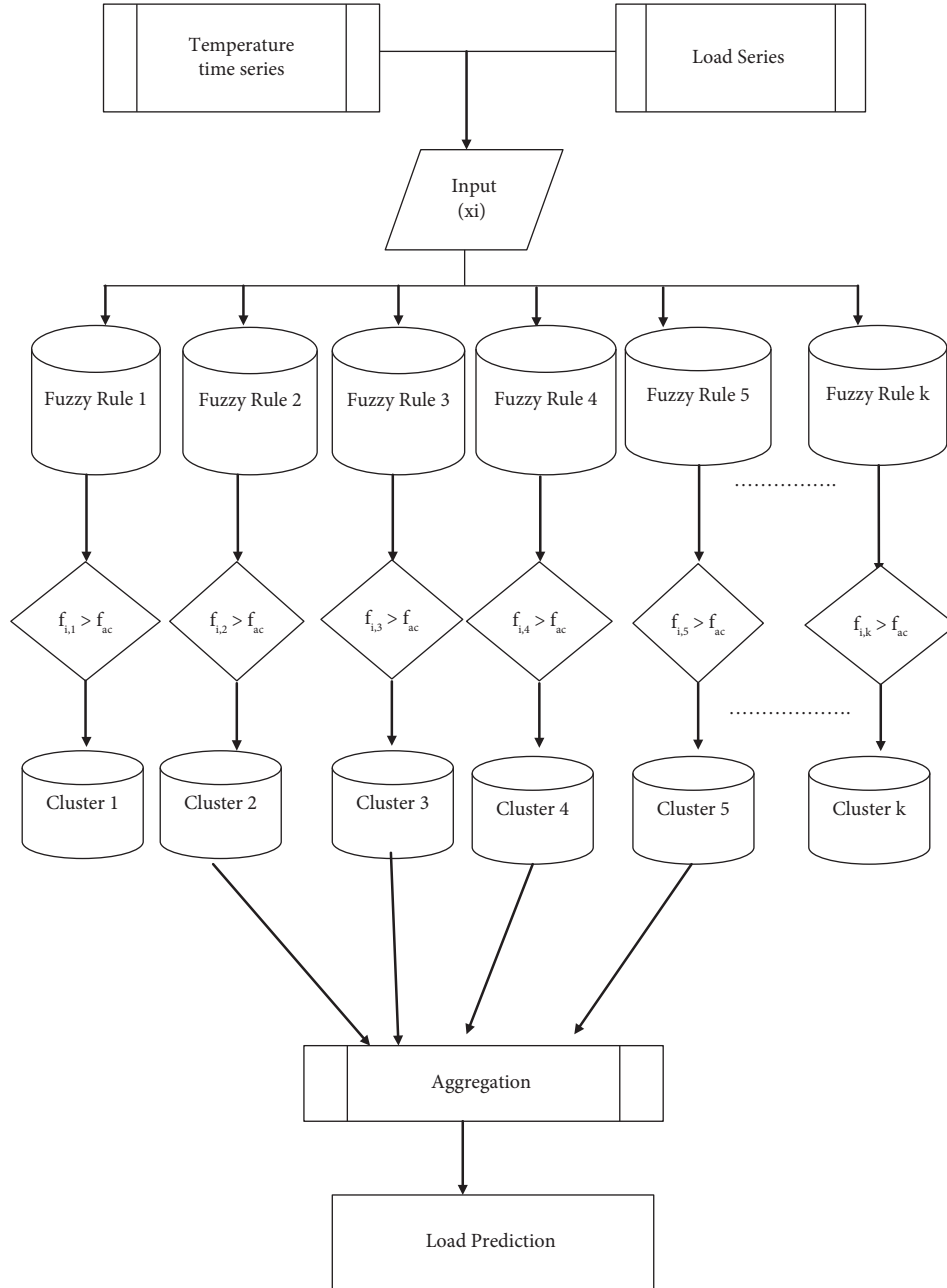 Temperature
time series
Load Series
Input
(xi)
Fuzzy Rule 1
Fuzzy Rule 2
Fuzzy Rule 3
Fuzzy Rule 4
Fuzzy Rule 5
Fuzzy Rule k
...............
f_{i,1} > f_{ac}
f_{i,2} > f_{ac}
f_{i,3} > f_{ac}
f_{i,4} > f_{ac}
f_{i,5} > f_{ac}
f_{i,k} > f_{ac}
..................
Cluster 1
Cluster 2
Cluster 3
Cluster 4
Cluster 5
Cluster k
Aggregation
Load Prediction